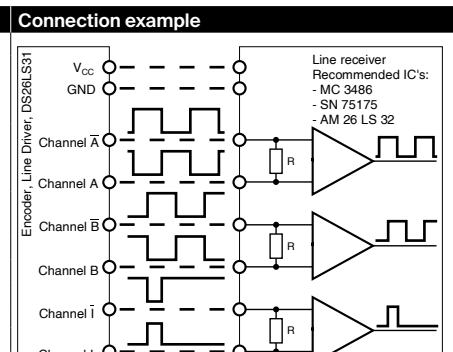 Connection example
Encoder, Line Driver, DS26LS31
V_CC
GND
Channel A̅
Channel A
Channel B̅
Channel B
Channel I̅
Line receiver
Recommended IC's:
- MC 3486
- SN 75175
- AM 26 LS 32
R
R
R